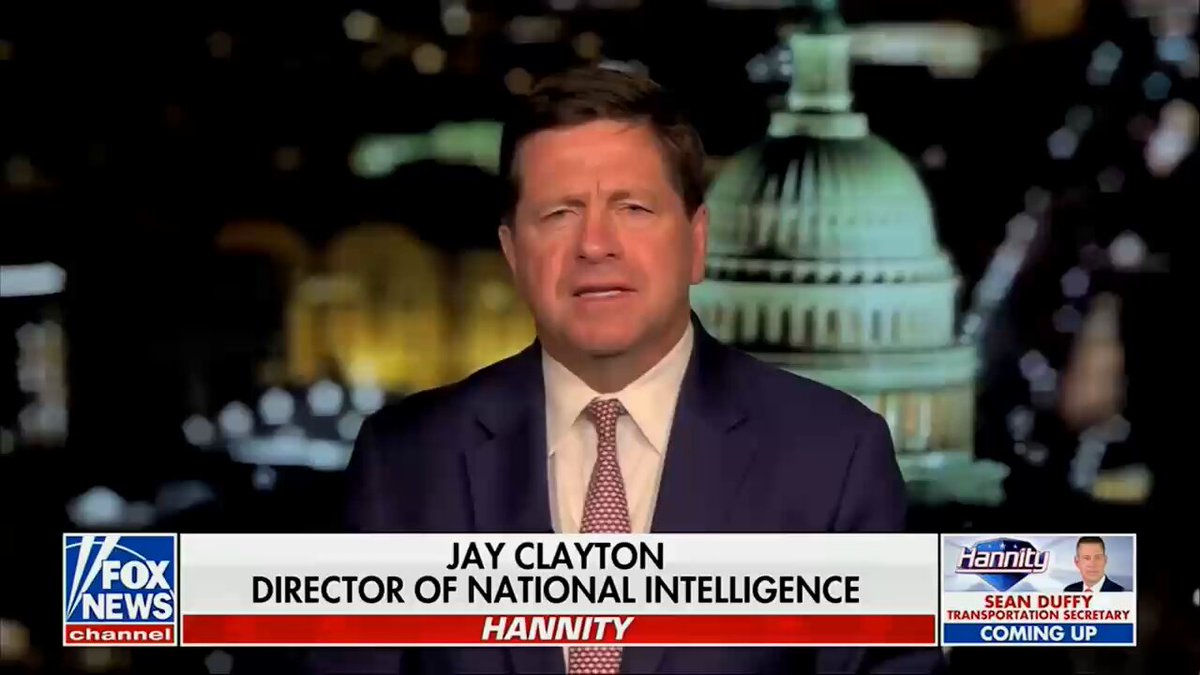 JAY CLAYTON
DIRECTOR OF NATIONAL INTELLIGENCE
HANNITY
FOX
NEWS
channel
Hannity
SEAN DUFFY
TRANSPORTATION SECRETARY
COMING UP